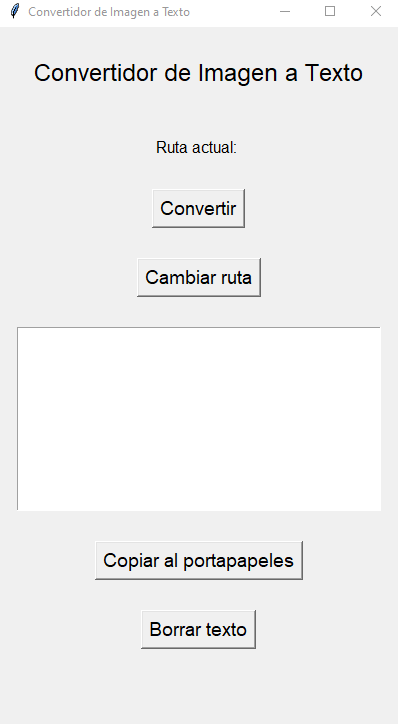 Convertidor de Imagen a Texto
Convertidor de Imagen a Texto
Ruta actual:
Convertir
Cambiar ruta
Copiar al portapapeles
Borrar texto